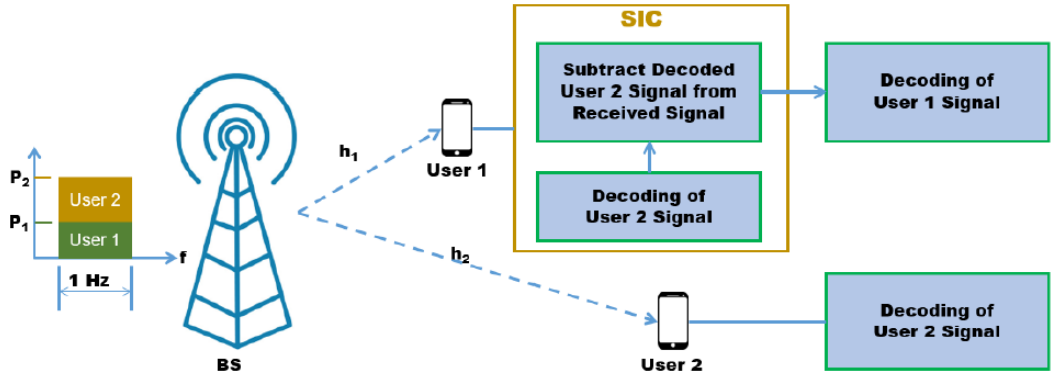 SIC
Subtract Decoded
User 2 Signal from
Received Signal
Decoding of
User 1 Signal
h1
User 1
Decoding of
User 2 Signal
P2
User 2
P1
User 1
f
1 Hz
h2
BS
User 2
Decoding of
User 2 Signal